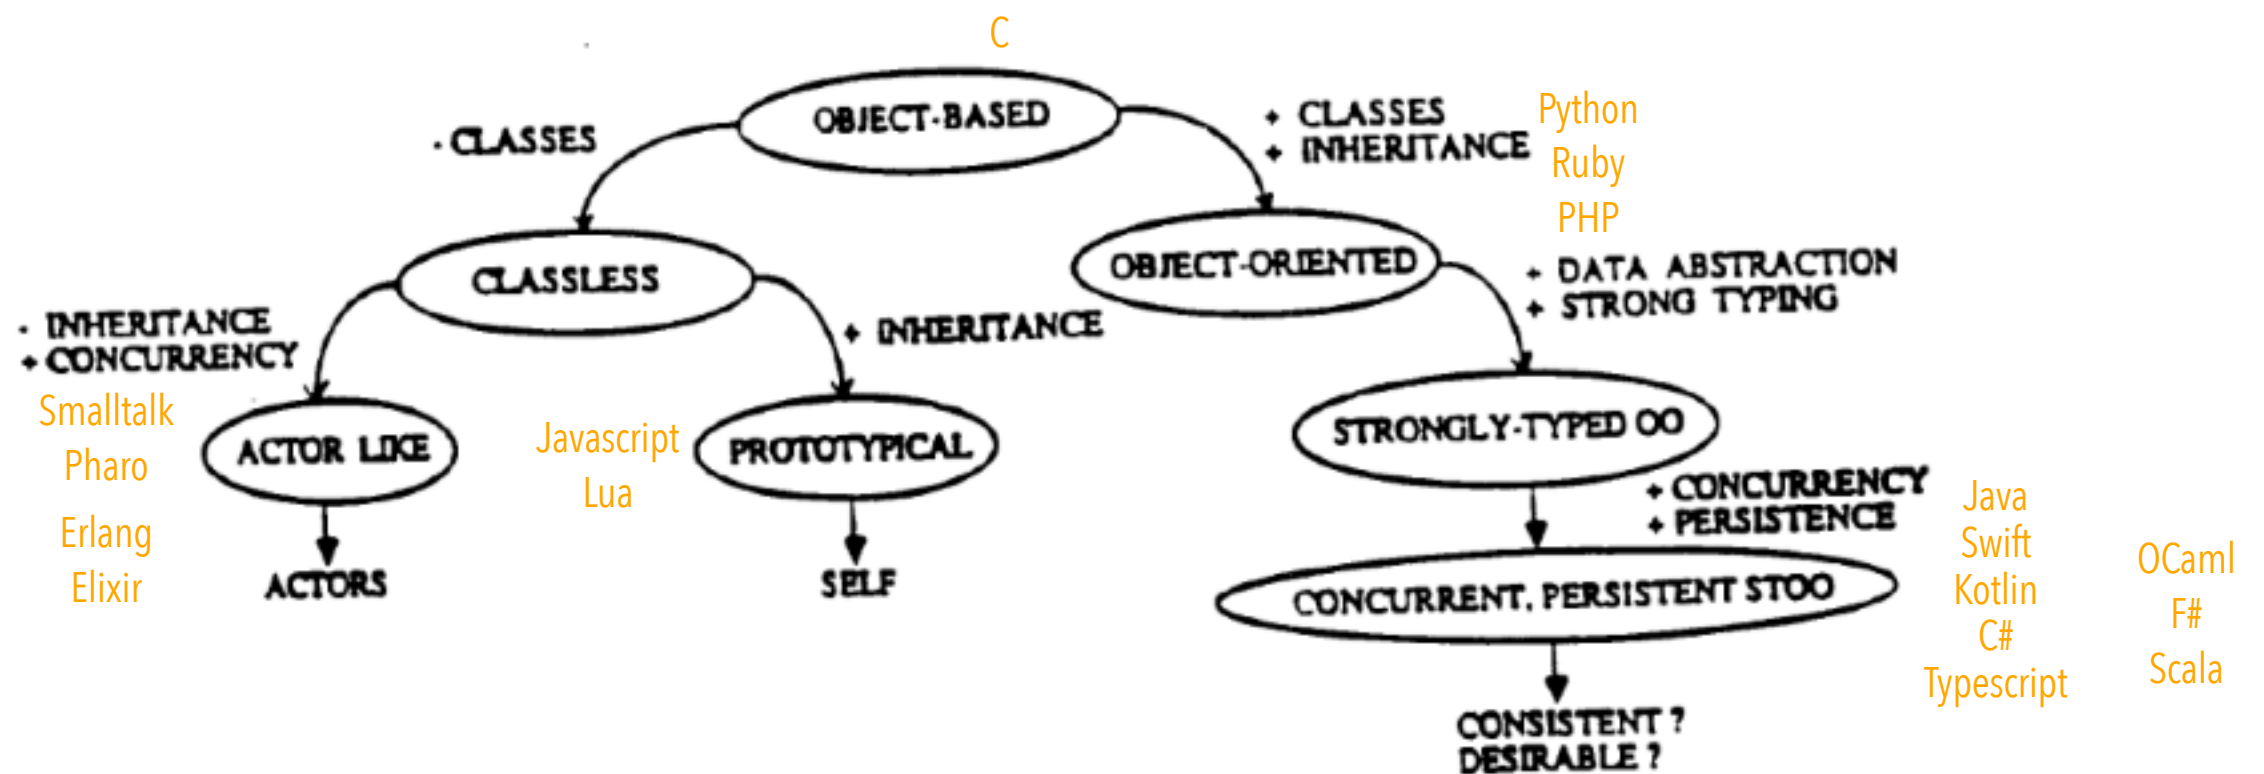 C
OBJECT-BASED
- CLASSES
+ CLASSES
+ INHERITANCE
Python
Ruby
PHP
CLASSLESS
OBJECT-ORIENTED
- INHERITANCE
+ CONCURRENCY
+ INHERITANCE
+ DATA ABSTRACTION
+ STRONG TYPING
Smalltalk
Pharo
Erlang
Elixir
ACTOR LIKE
Javascript
Lua
PROTOTYPICAL
STRONGLY-TYPED OO
ACTORS
SELF
+ CONCURRENCY
+ PERSISTENCE
CONCURRENT, PERSISTENT STOO
Java
Swift
Kotlin
C#
Typescript
OCaml
F#
Scala
CONSISTENT ?
DESIRABLE ?